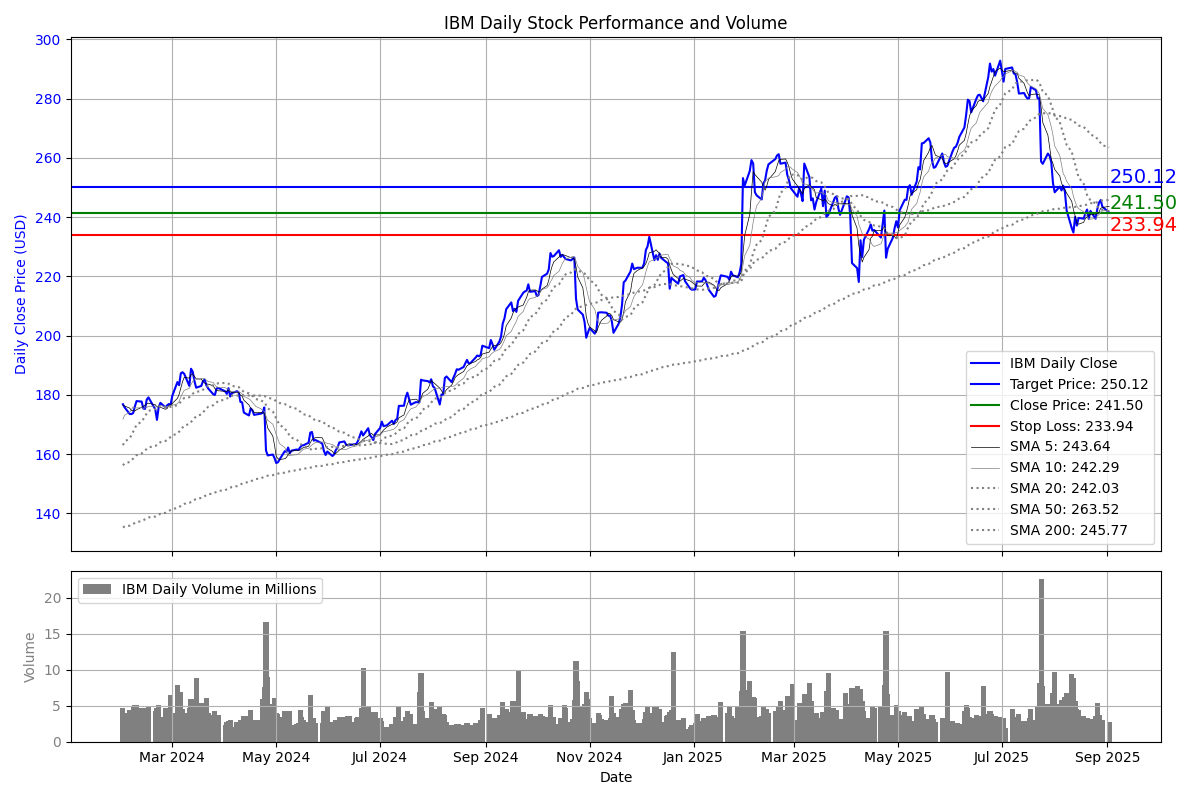 IBM Daily Stock Performance and Volume
300
280
260
240
220
200
180
160
140
Daily Close Price (USD)
250.12
241.50
233.94
IBM Daily Close
Target Price: 250.12
Close Price: 241.50
Stop Loss: 233.94
SMA 5: 243.64
SMA 10: 242.29
SMA 20: 242.03
SMA 50: 263.52
SMA 200: 245.77
IBM Daily Volume in Millions
20
15
10
5
0
Volume
Mar 2024
May 2024
Jul 2024
Sep 2024
Nov 2024
Jan 2025
Mar 2025
May 2025
Jul 2025
Sep 2025
Date